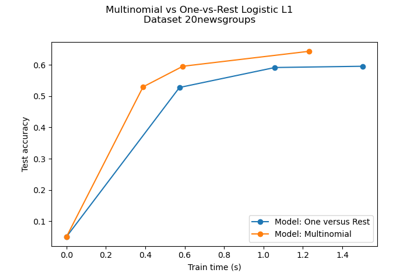 Multinomial vs One-vs-Rest Logistic L1
Dataset 20newsgroups
Test accuracy
0.6
0.5
0.4
0.3
0.2
0.1
Model: One versus Rest
Model: Multinomial
0.0 0.2 0.4 0.6 0.8 1.0 1.2 1.4
Train time (s)